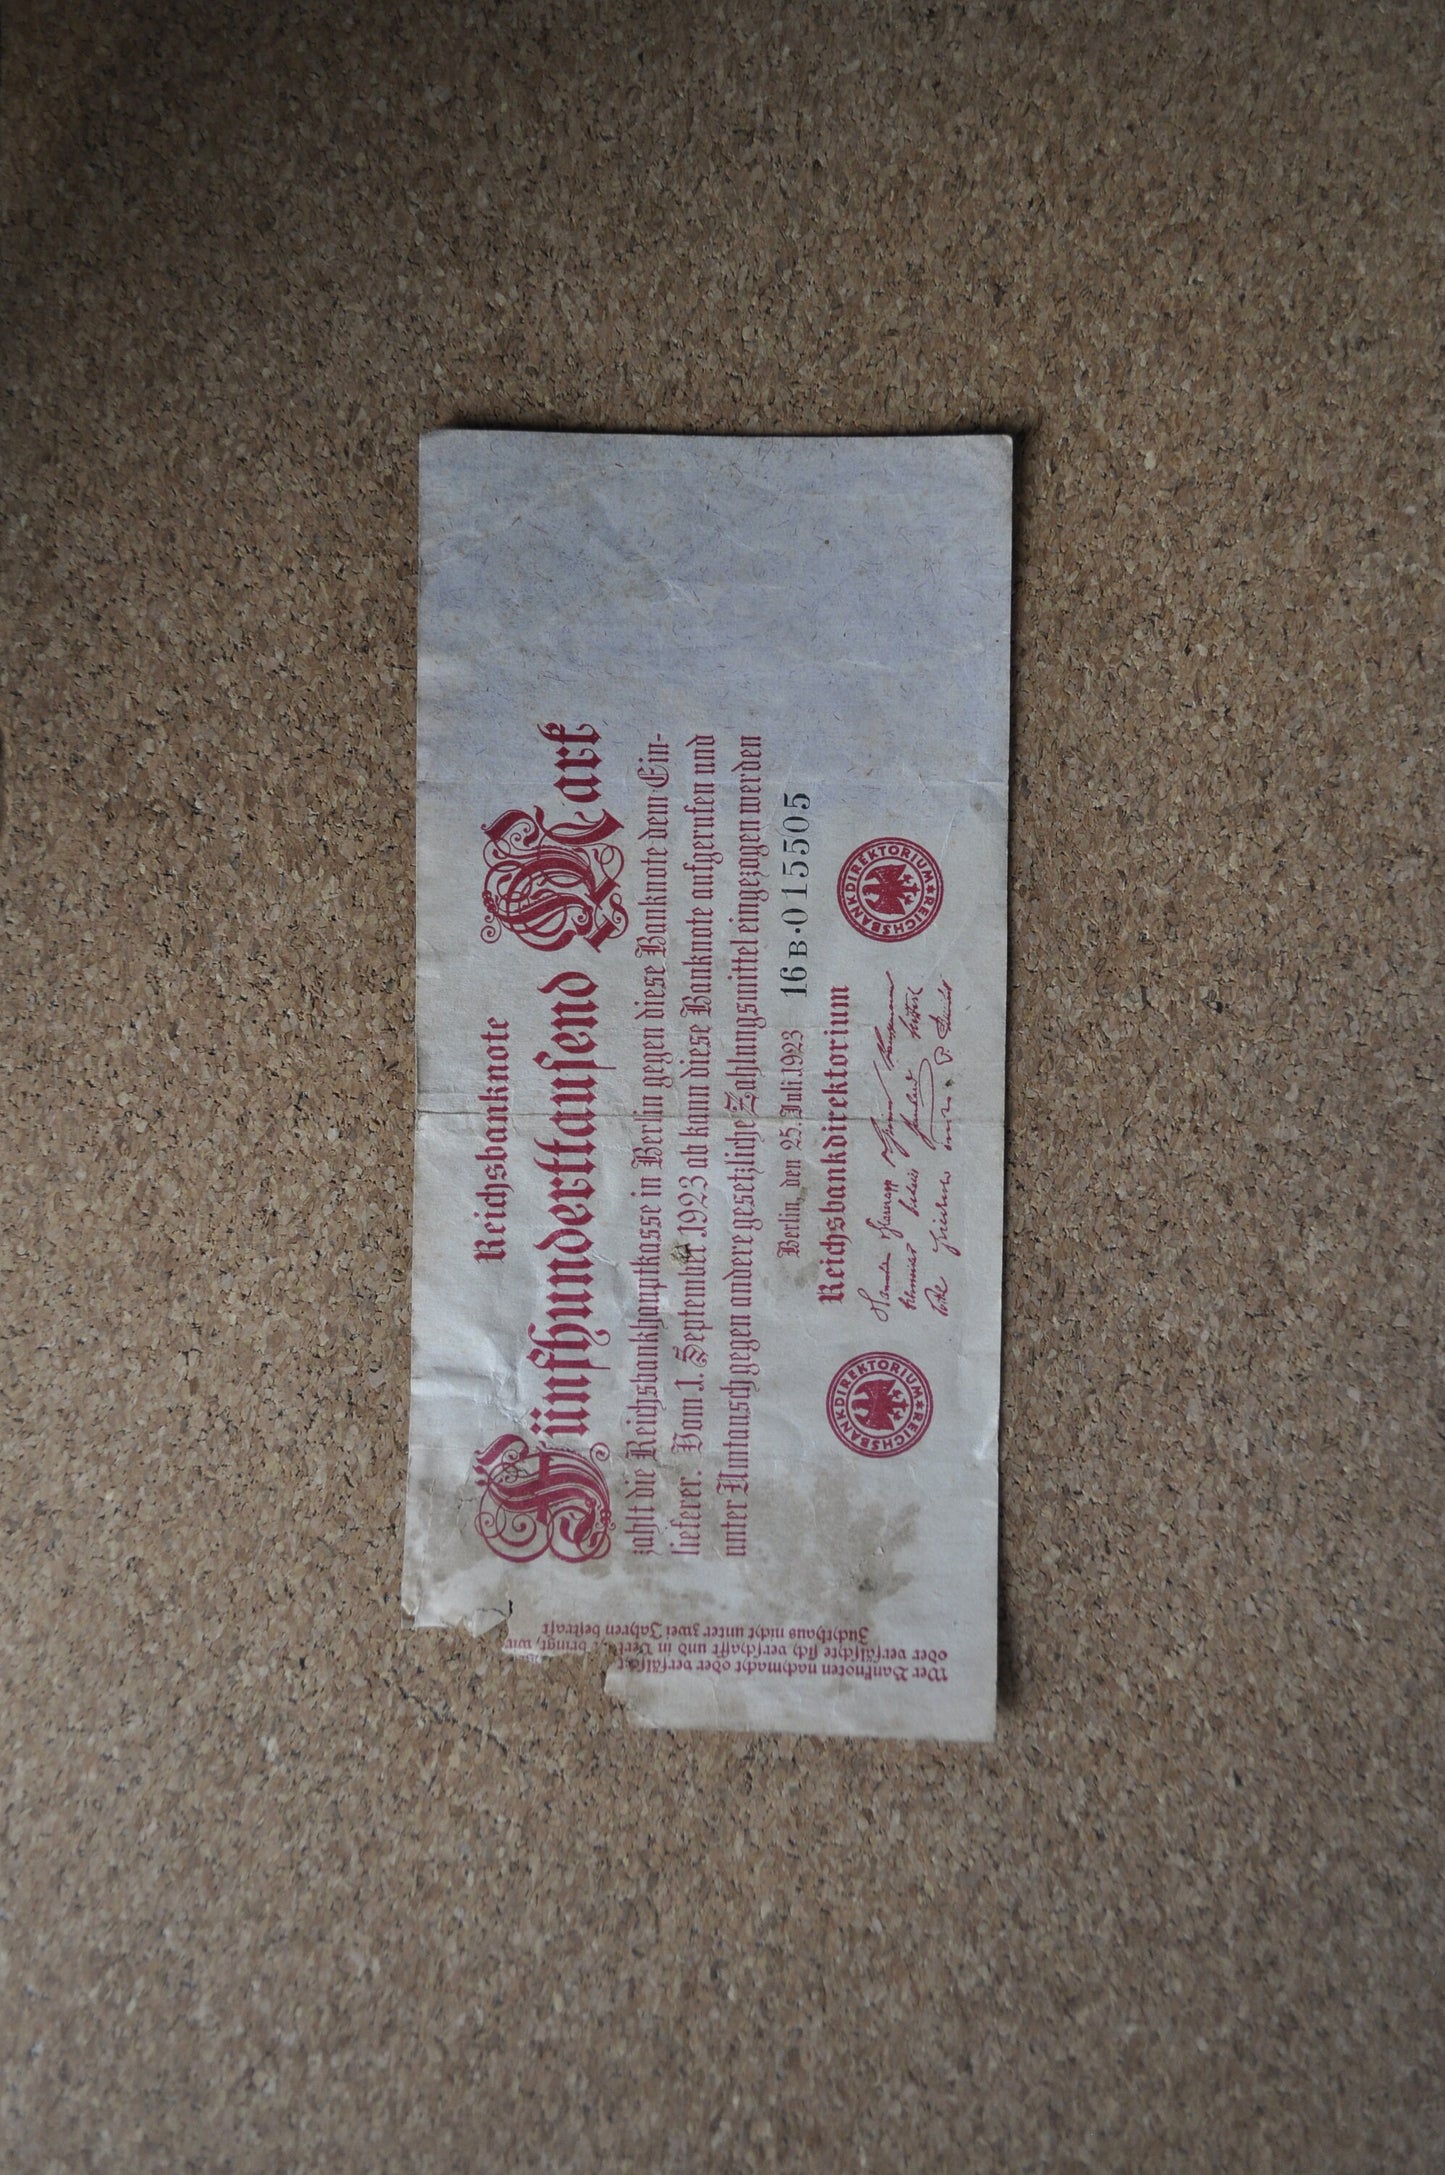 Reichsbanknote
Fünfhunderttausend Mark
zahlt die Reichsbankhauptkasse in Berlin gegen diese Banknote dem Ein-
lieferer. Vom 1. September 1923 ab kann diese Banknote aufgerufen und
unter Umtausch gegen andere gesetzliche Zahlungsmittel eingezogen werden
Berlin, den 25. Juli 1923
16B·015505
Reichsbankdirektorium
REICHSBANKDIREKTORIUM
REICHSBANKDIREKTORIUM
Wer Banknoten nachmacht oder verfälscht
oder verfälschte sich verschafft und in bringt, wir
Zuchthaus nicht unter zwei Jahren bestraft